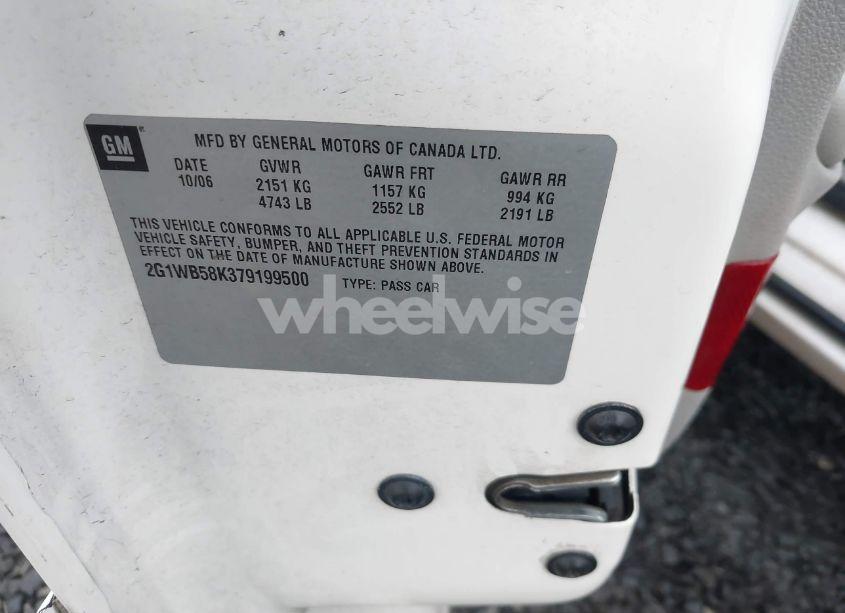 GM
MFD BY GENERAL MOTORS OF CANADA LTD.
DATE GVWR GAWR FRT GAWR RR
10/06 2151 KG 1157 KG 994 KG
4743 LB 2552 LB 2191 LB
THIS VEHICLE CONFORMS TO ALL APPLICABLE U.S. FEDERAL MOTOR
VEHICLE SAFETY, BUMPER, AND THEFT PREVENTION STANDARDS IN
EFFECT ON THE DATE OF MANUFACTURE SHOWN ABOVE.
2G1WB58K379199500 TYPE: PASS CAR
wheelwise